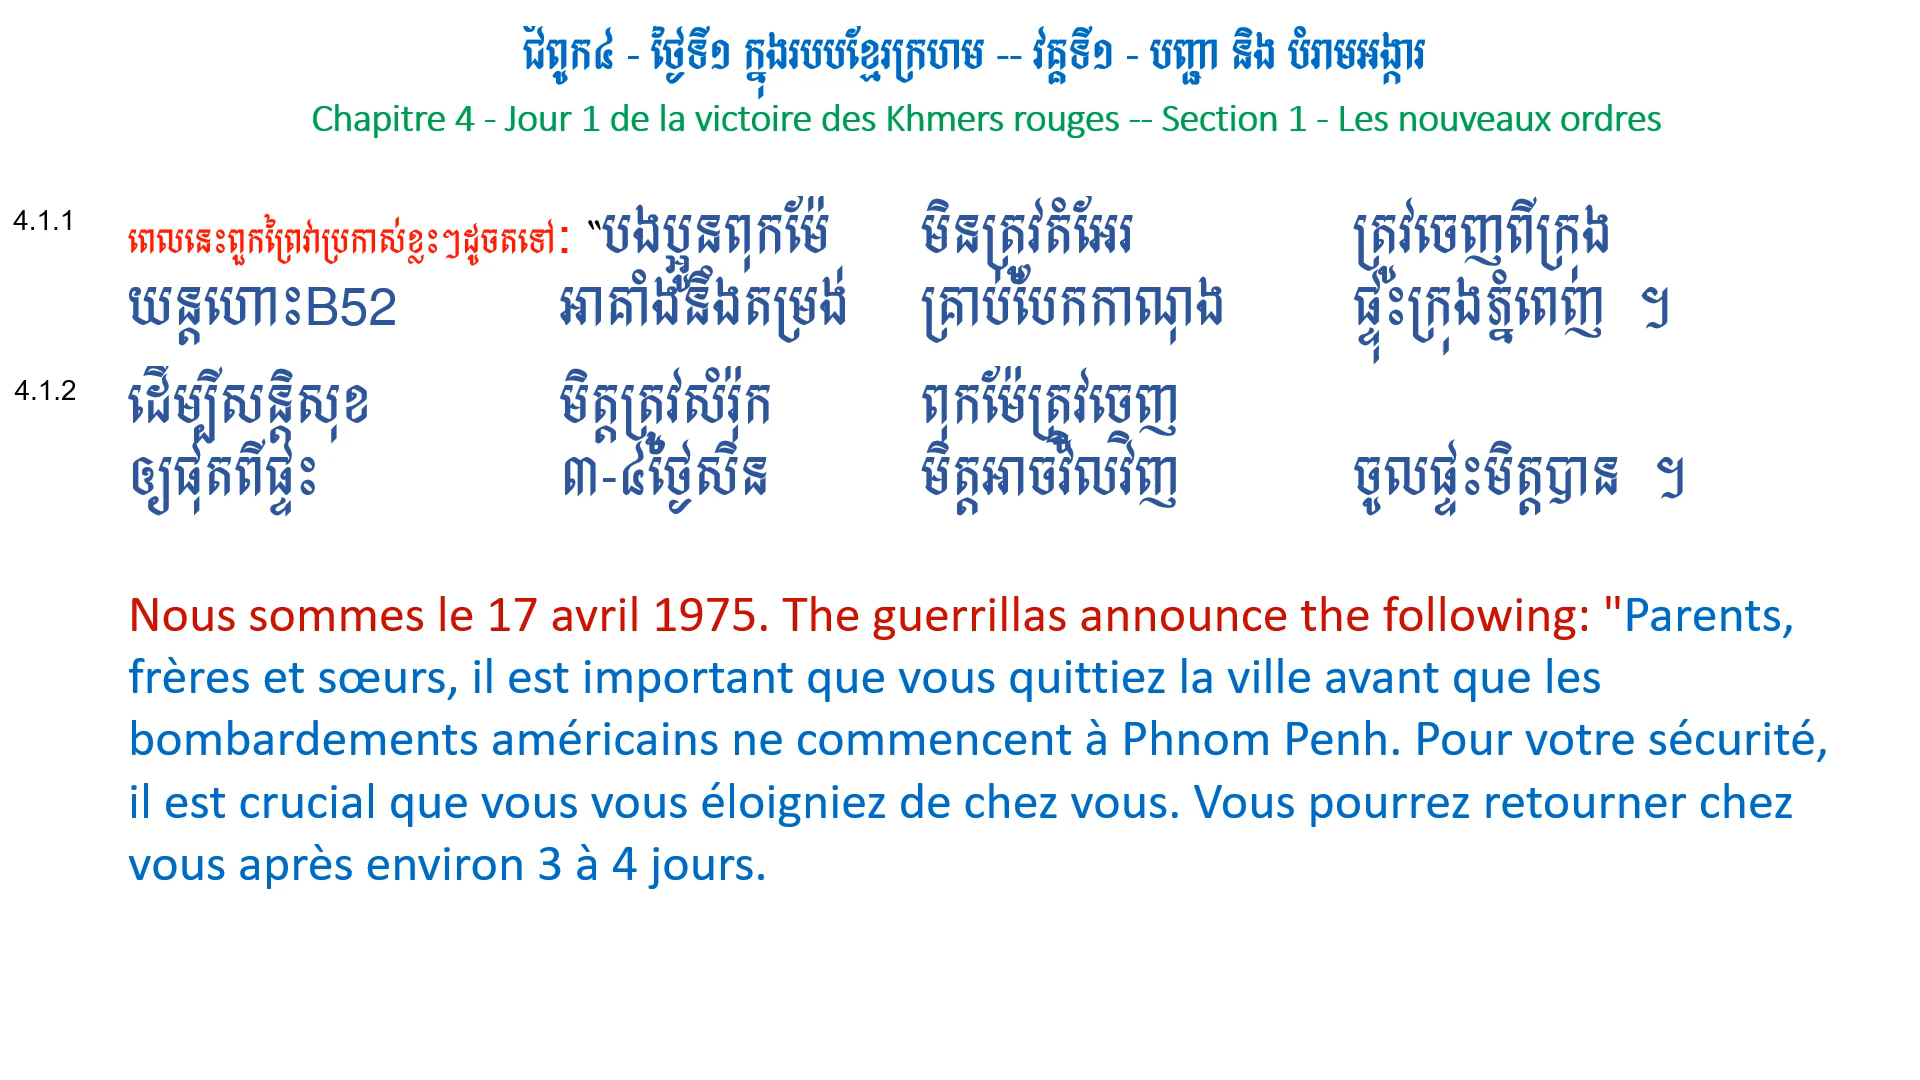 ជំពូក៤ - ថ្ងៃទី១ ក្នុងរបបខ្មែរក្រហម -- វគ្គទី១ - បញ្ជា និង បំរាមអង្ការ
Chapitre 4 - Jour 1 de la victoire des Khmers rouges -- Section 1 - Les nouveaux ordres
4.1.1 ពេលនេះពួកព្រៃវាប្រកាស់ខ្លះៗដូចតទៅ: “បងប្អូនពុកម៉ែ មិនត្រូវតំអែរ ត្រូវចេញពីក្រុង
យន្តហោះB52 អាគាំងនឹងតម្រង់ គ្រាប់បែកកាណុង ផ្ទុះក្រុងភ្នំពេញ ។
4.1.2 ដើម្បីសន្តិសុខ មិត្តត្រូវសំរ៉ុក ពុកម៉ែត្រូវចេញ
ឲ្យផុតពីផ្ទះ ៣-៤ថ្ងៃសិន មិត្តអាចវិលវិញ ចូលផ្ទះមិត្តបាន ។
Nous sommes le 17 avril 1975. The guerrillas announce the following: "Parents,
frères et sœurs, il est important que vous quittiez la ville avant que les
bombardements américains ne commencent à Phnom Penh. Pour votre sécurité,
il est crucial que vous vous éloigniez de chez vous. Vous pourrez retourner chez
vous après environ 3 à 4 jours.